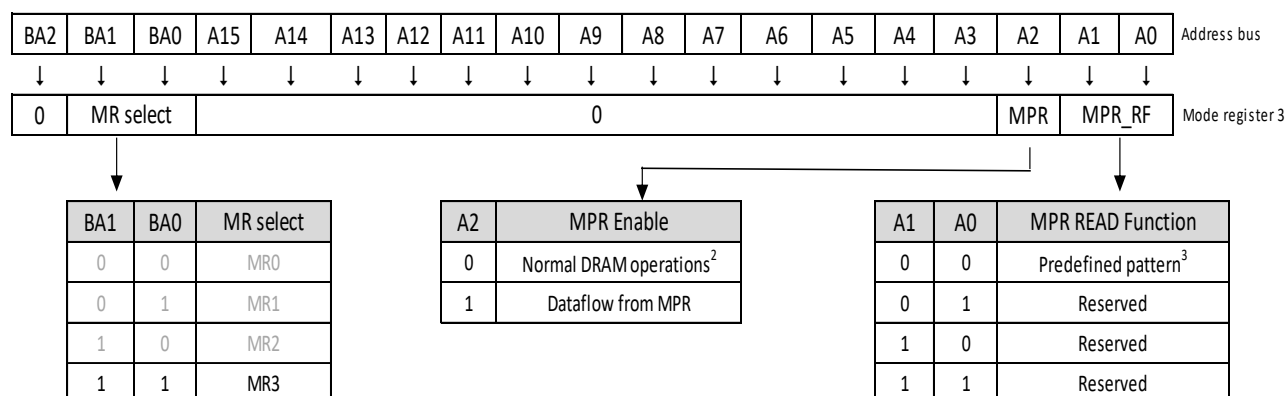 BA2 BA1 BA0 A15 A14 A13 A12 A11 A10 A9 A8 A7 A6 A5 A4 A3 A2 A1 A0 Address bus
0 MR select 0 MPR MPR_RF Mode register 3
BA1 BA0 MR select A2 MPR Enable A1 A0 MPR READ Function
0 0 MR0 0 Normal DRAM operations² 0 0 Predefined pattern³
0 1 MR1 1 Dataflow from MPR 0 1 Reserved
1 0 MR2 1 0 Reserved
1 1 MR3 1 1 Reserved